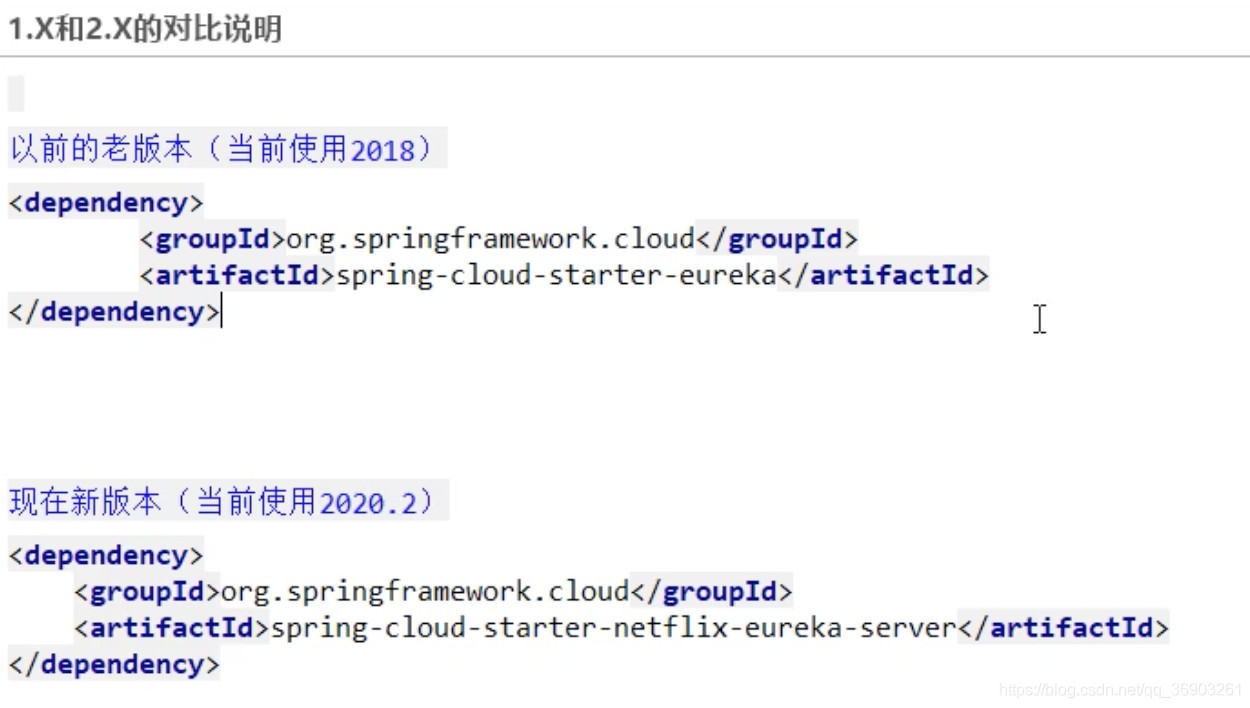 1.X和2.X的对比说明
以前的老版本（当前使用2018）
<dependency>
<groupId>org.springframework.cloud</groupId>
<artifactId>spring-cloud-starter-eureka</artifactId>
</dependency>
现在新版本（当前使用2020.2）
<dependency>
<groupId>org.springframework.cloud</groupId>
<artifactId>spring-cloud-starter-netflix-eureka-server</artifactId>
</dependency>
https://blog.csdn.net/qq_36903261